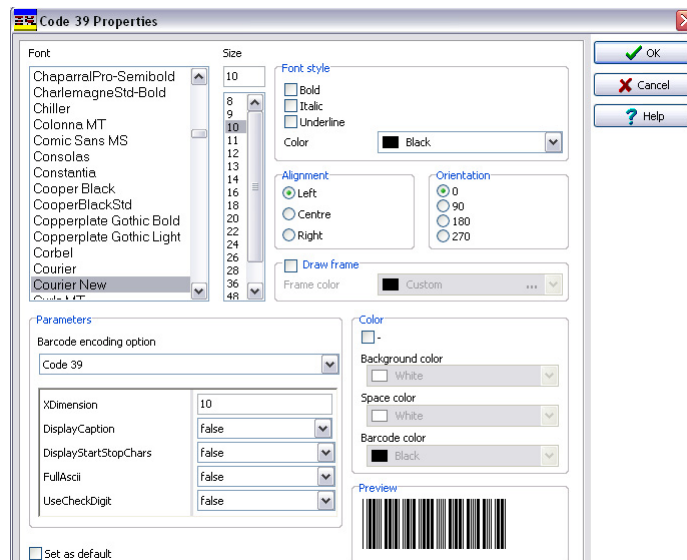 Code 39 Properties
Font
ChaparralPro-Semibold
CharlemagneStd-Bold
Chiller
Colonna MT
Comic Sans MS
Consolas
Constantia
Cooper Black
CooperBlackStd
Copperplate Gothic Bold
Copperplate Gothic Light
Corbel
Courier
Courier New
Curlz MT
Size
10
8
9
10
11
12
13
14
16
18
20
22
24
26
28
36
48
Font style
Bold
Italic
Underline
Color Black
Alignment
Left
Centre
Right
Orientation
0
90
180
270
Draw frame
Frame color Custom ...
OK
Cancel
Help
Parameters
Barcode encoding option
Code 39
XDimension 10
DisplayCaption false
DisplayStartStopChars false
FullAscii false
UseCheckDigit false
Color
-
Background color
White
Space color
White
Barcode color
Black
Preview
Set as default